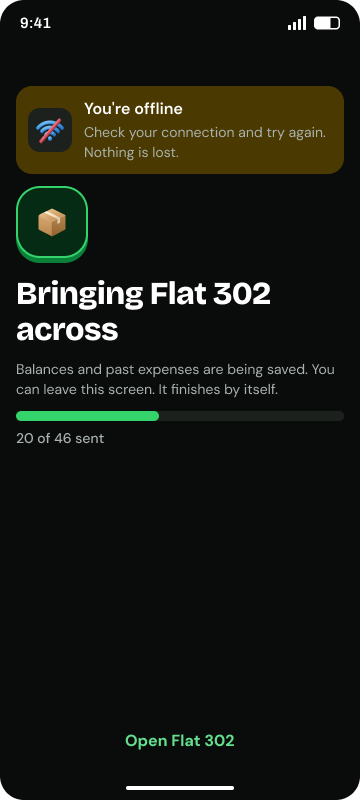 9:41
You're offline
Check your connection and try again.
Nothing is lost.
Bringing Flat 302
across
Balances and past expenses are being saved. You
can leave this screen. It finishes by itself.
20 of 46 sent
Open Flat 302